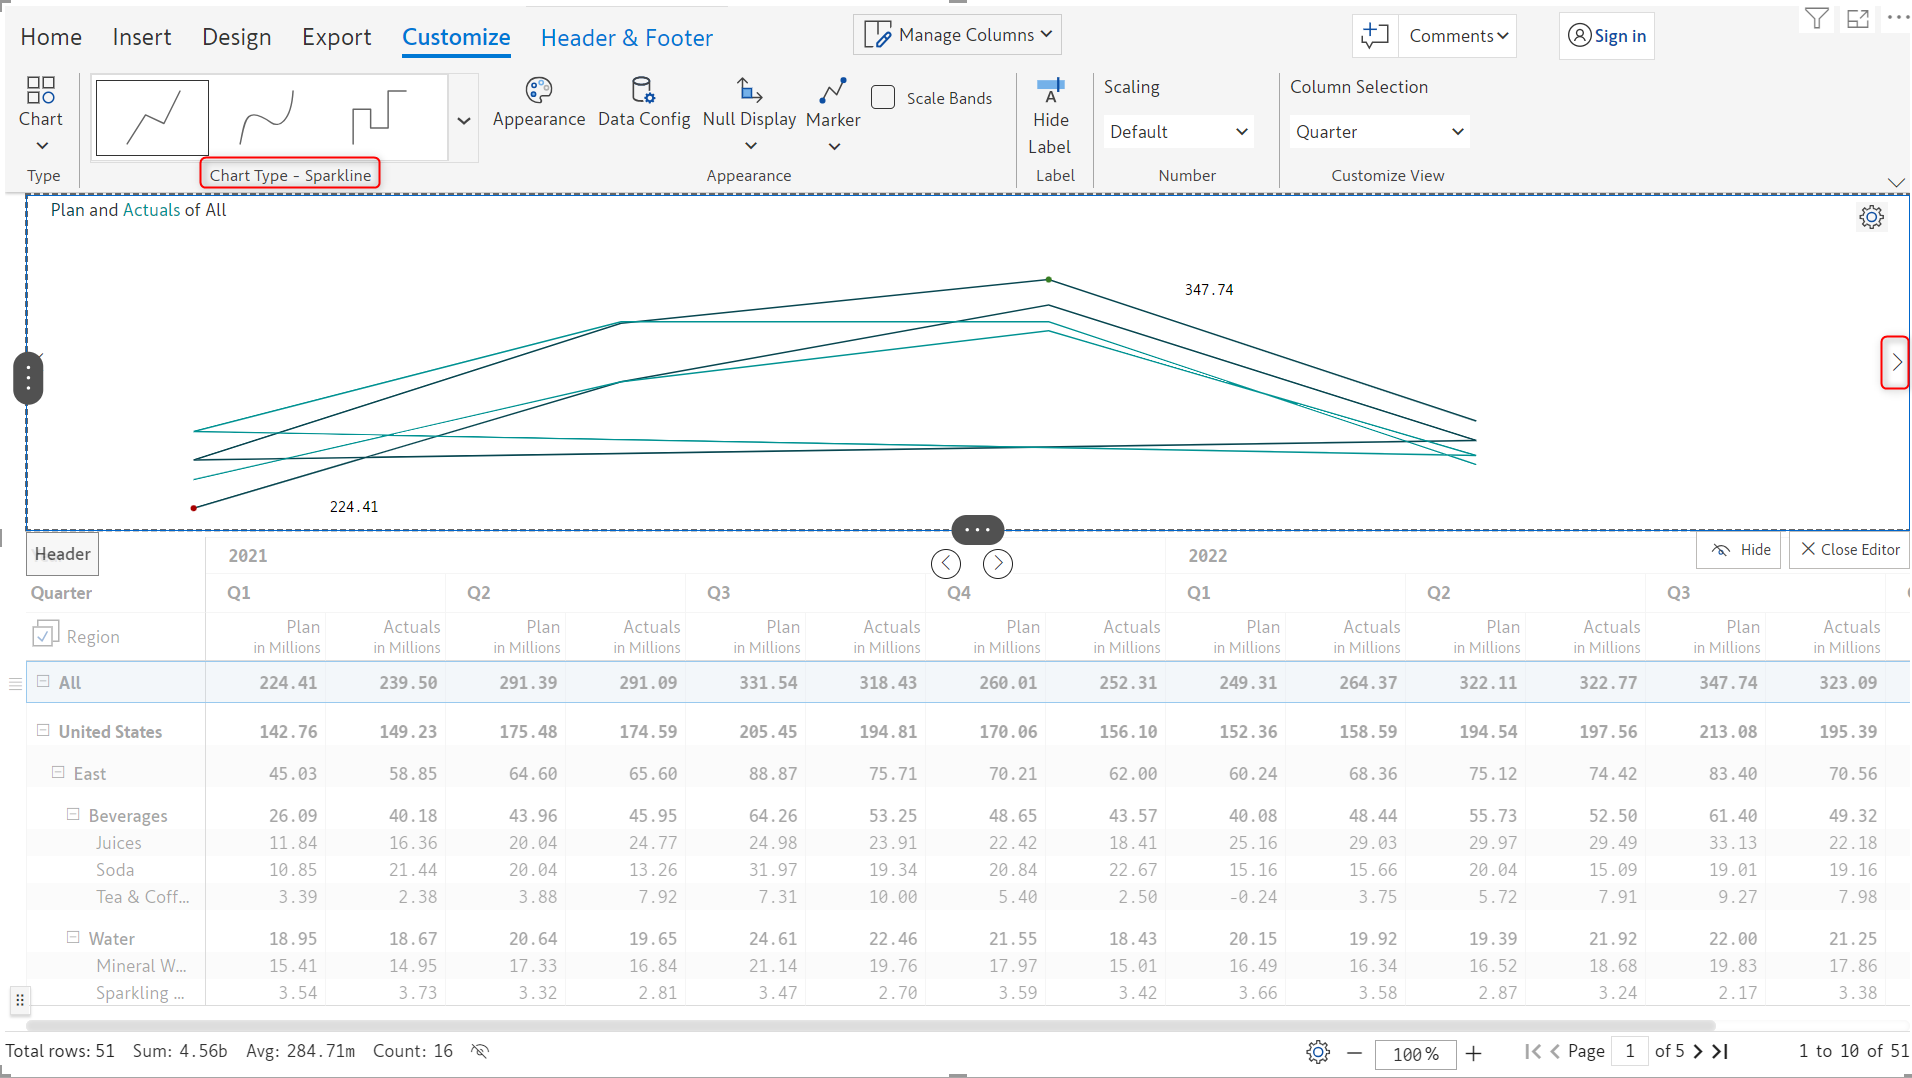 Home Insert Design Export Customize Header & Footer Manage Columns Comments Sign in
Chart Appearance Data Config Null Display Marker Scale Bands Hide Label Scaling Default Column Selection Quarter
Type Chart Type - Sparkline Appearance Label Number Customize View
Plan and Actuals of All
347.74
224.41
Header 2021 2022 Hide Close Editor
Quarter Q1 Q2 Q3 Q4 Q1 Q2 Q3
Region Plan Actuals Plan Actuals Plan Actuals Plan Actuals Plan Actuals Plan Actuals Plan Actuals
in Millions in Millions in Millions in Millions in Millions in Millions in Millions in Millions in Millions in Millions in Millions in Millions in Millions in Millions
All 224.41 239.50 291.39 291.09 331.54 318.43 260.01 252.31 249.31 264.37 322.11 322.77 347.74 323.09
United States 142.76 149.23 175.48 174.59 205.45 194.81 170.06 156.10 152.36 158.59 194.54 197.56 213.08 195.39
East 45.03 58.85 64.60 65.60 88.87 75.71 70.21 62.00 60.24 68.36 75.12 74.42 83.40 70.56
Beverages 26.09 40.18 43.96 45.95 64.26 53.25 48.65 43.57 40.08 48.44 55.73 52.50 61.40 49.32
Juices 11.84 16.36 20.04 24.77 24.98 23.91 22.42 18.41 25.16 29.03 29.97 29.49 33.13 22.18
Soda 10.85 21.44 20.04 13.26 31.97 19.34 20.84 22.67 15.16 15.66 20.04 15.09 19.01 19.16
Tea & Coff... 3.39 2.38 3.88 7.92 7.31 10.00 5.40 2.50 -0.24 3.75 5.72 7.91 9.27 7.98
Water 18.95 18.67 20.64 19.65 24.61 22.46 21.55 18.43 20.15 19.92 19.39 21.92 22.00 21.25
Mineral W... 15.41 14.95 17.33 16.84 21.14 19.76 17.97 15.01 16.49 16.34 16.52 18.68 19.83 17.86
Sparkling ... 3.54 3.73 3.32 2.81 3.47 2.70 3.59 3.42 3.66 3.58 2.87 3.24 2.17 3.38
Total rows: 51 Sum: 4.56b Avg: 284.71m Count: 16 100% Page 1 of 5 1 to 10 of 51